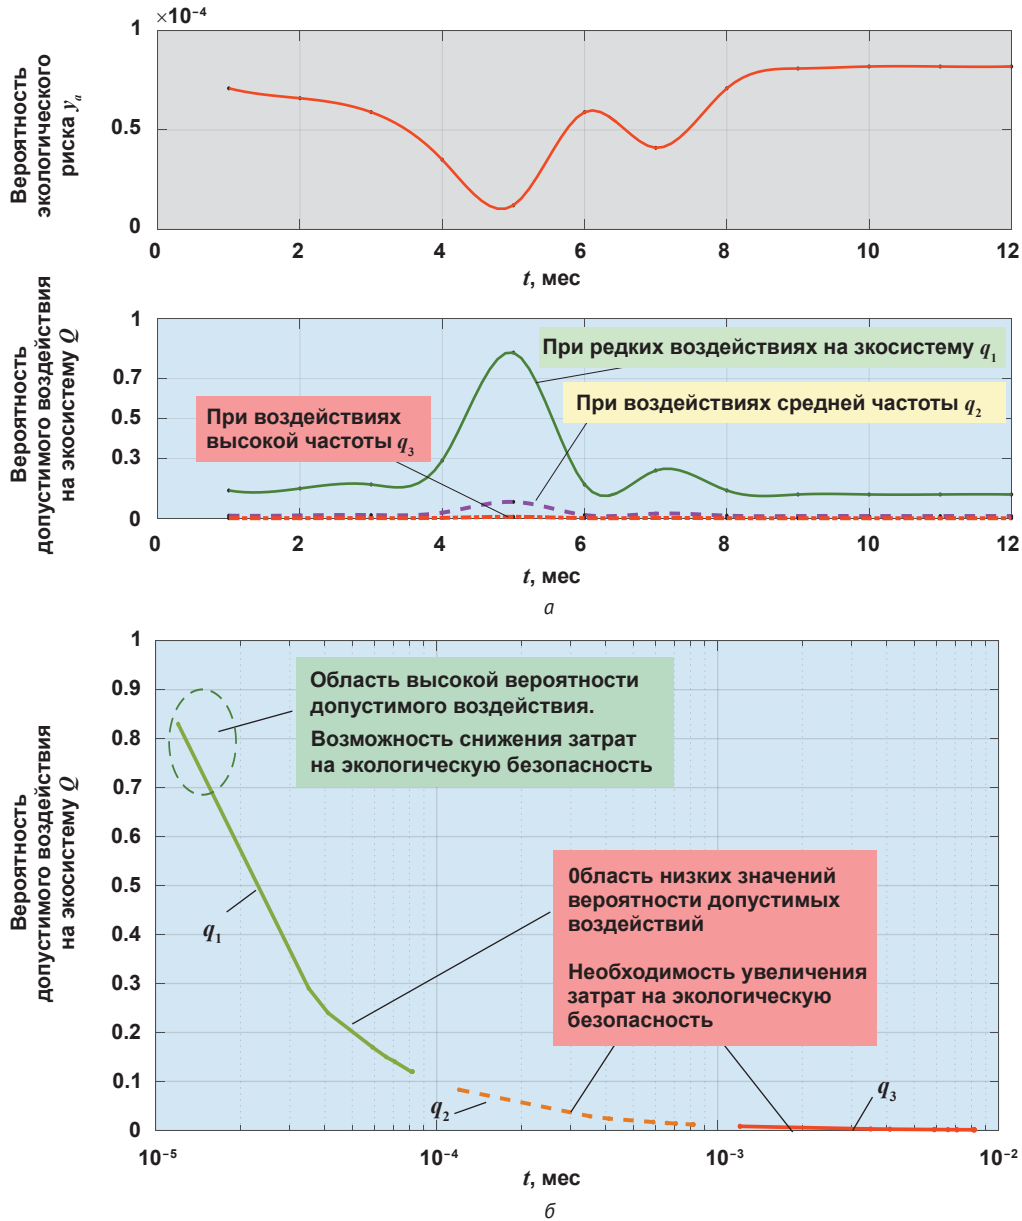 ×10⁻⁴
1
0.5
0
Вероятность
экологического
риска yₐ
0 2 4 6 8 10 12
t, мес
1
0.7
0.5
0.3
0
Вероятность
допустимого воздействия
на экосистему Q
При редких воздействиях на зкосистему q₁
При воздействиях средней частоты q₂
При воздействиях
высокой частоты q₃
0 2 4 6 8 10 12
t, мес
а
1
0.9
0.8
0.7
0.6
0.5
0.4
0.3
0.2
0.1
0
Вероятность
допустимого воздействия
на экосистему Q
Область высокой вероятности
допустимого воздействия.
Возможность снижения затрат
на экологическую безопасность
0бласть низких значений
вероятности допустимых
воздействий
Необходимость увеличения
затрат на экологическую
безопасность
q₁
q₂
q₃
10⁻⁵ 10⁻⁴ 10⁻³ 10⁻²
t, мес
б